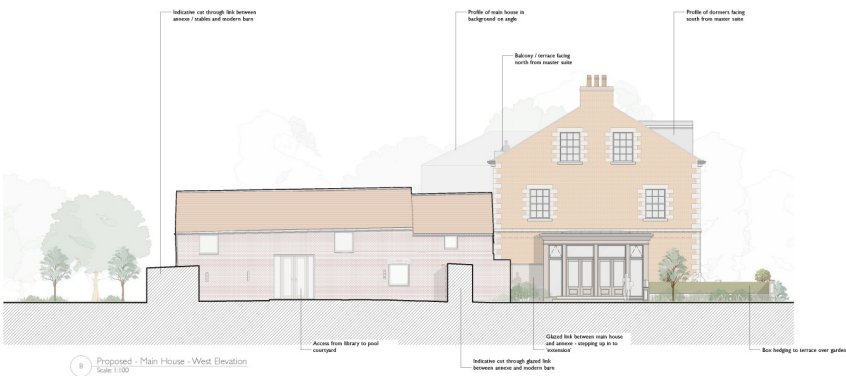 Indicative cut through link between
annexe / stables and modern barn
Profile of main house in
background on angle
Profile of dormers facing
south from master suite
Balcony / terrace facing
north from master suite
Access from library to pool
courtyard
Glazed link between main house
and annexe - stepping up in to
'extension'
Box hedging to terrace over garden
Indicative cut through glazed link
between annexe and modern barn
B
Proposed - Main House - West Elevation
Scale: 1:100